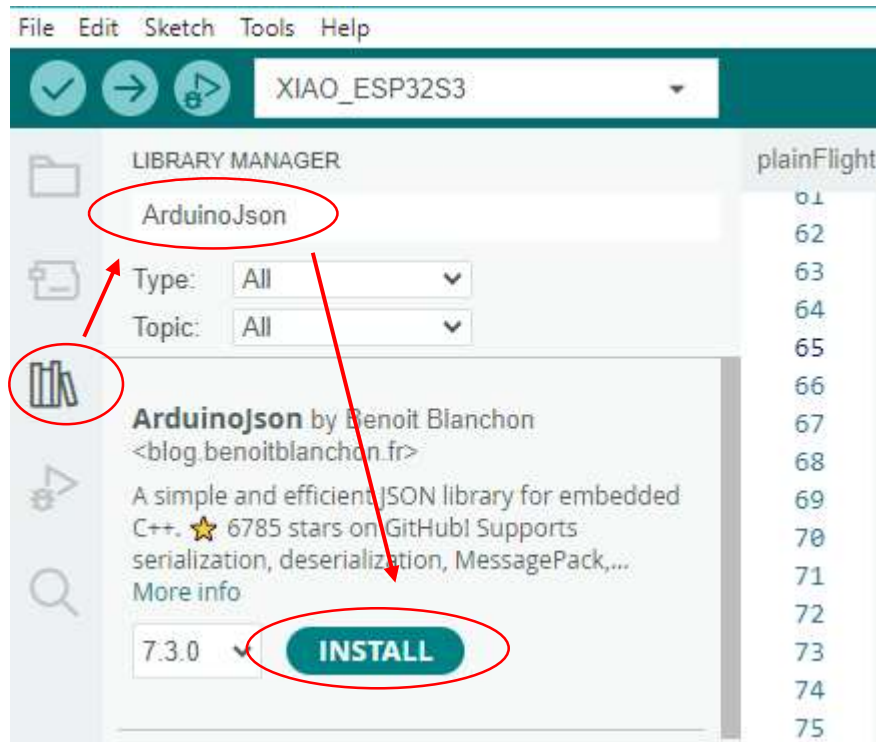 File Edit Sketch Tools Help
XIAO_ESP32S3
LIBRARY MANAGER
ArduinoJson
Type: All
Topic: All
ArduinoJson by Benoit Blanchon
<blog.benoitblanchon.fr>
A simple and efficient JSON library for embedded
C++. ⭐ 6785 stars on GitHub! Supports
serialization, deserialization, MessagePack,...
More info
7.3.0 INSTALL
plainFlight
61
62
63
64
65
66
67
68
69
70
71
72
73
74
75